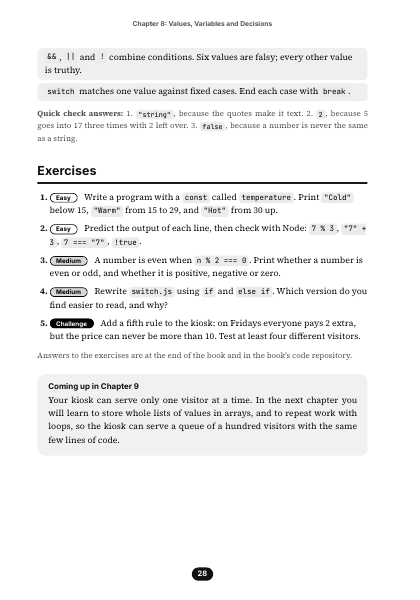 Chapter 8: Values, Variables and Decisions
&&, || and ! combine conditions. Six values are falsy; every other value
is truthy.
switch matches one value against fixed cases. End each case with break.
Quick check answers: 1. "string", because the quotes make it text. 2. 2, because 5
goes into 17 three times with 2 left over. 3. false, because a number is never the same
as a string.
Exercises
1. Easy Write a program with a const called temperature. Print "Cold"
below 15, "Warm" from 15 to 29, and "Hot" from 30 up.
2. Easy Predict the output of each line, then check with Node: 7 % 3, "7" +
3, 7 === "7", !true.
3. Medium A number is even when n % 2 === 0. Print whether a number is
even or odd, and whether it is positive, negative or zero.
4. Medium Rewrite switch.js using if and else if. Which version do you
find easier to read, and why?
5. Challenge Add a fifth rule to the kiosk: on Fridays everyone pays 2 extra,
but the price can never be more than 10. Test at least four different visitors.
Answers to the exercises are at the end of the book and in the book's code repository.
Coming up in Chapter 9
Your kiosk can serve only one visitor at a time. In the next chapter you
will learn to store whole lists of values in arrays, and to repeat work with
loops, so the kiosk can serve a queue of a hundred visitors with the same
few lines of code.
28